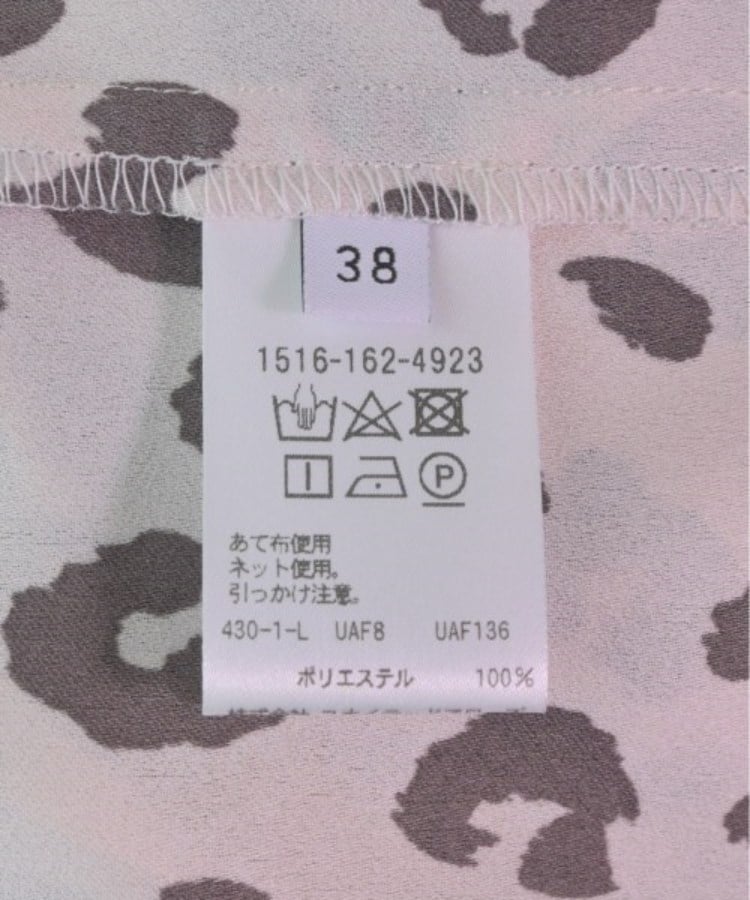 38
1516-162-4923
P
あて布使用
ネット使用。
引っかけ注意。
430-1-L UAF8 UAF136
ポリエステル 100%